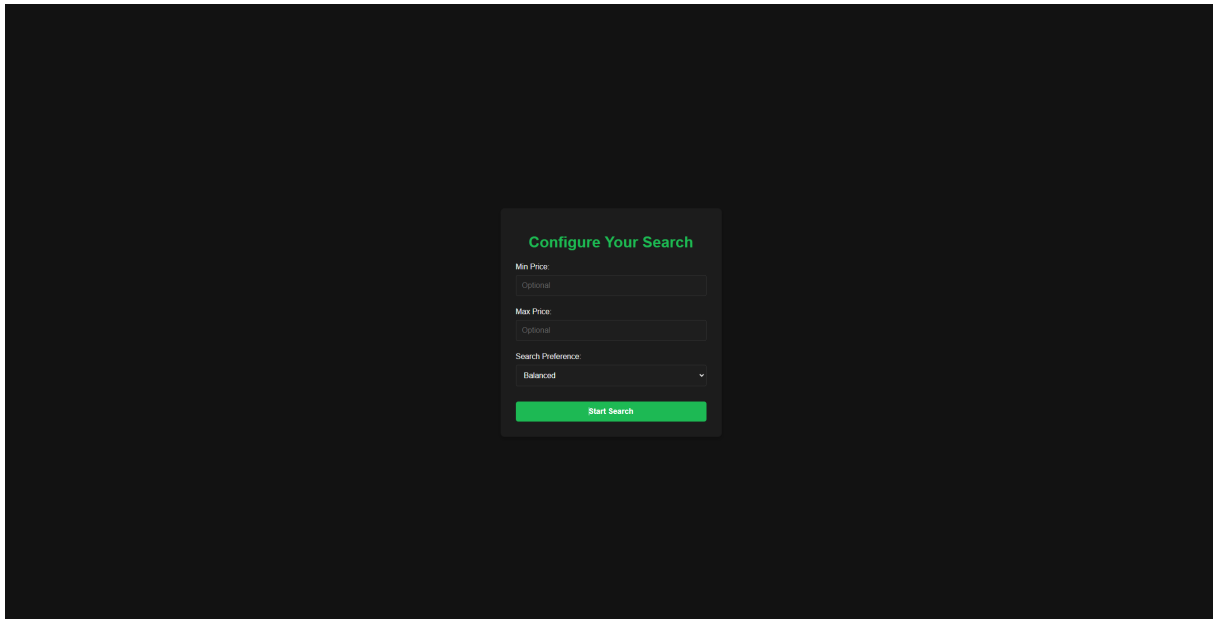 Configure Your Search
Min Price:
Optional
Max Price:
Optional
Search Preference:
Balanced
Start Search